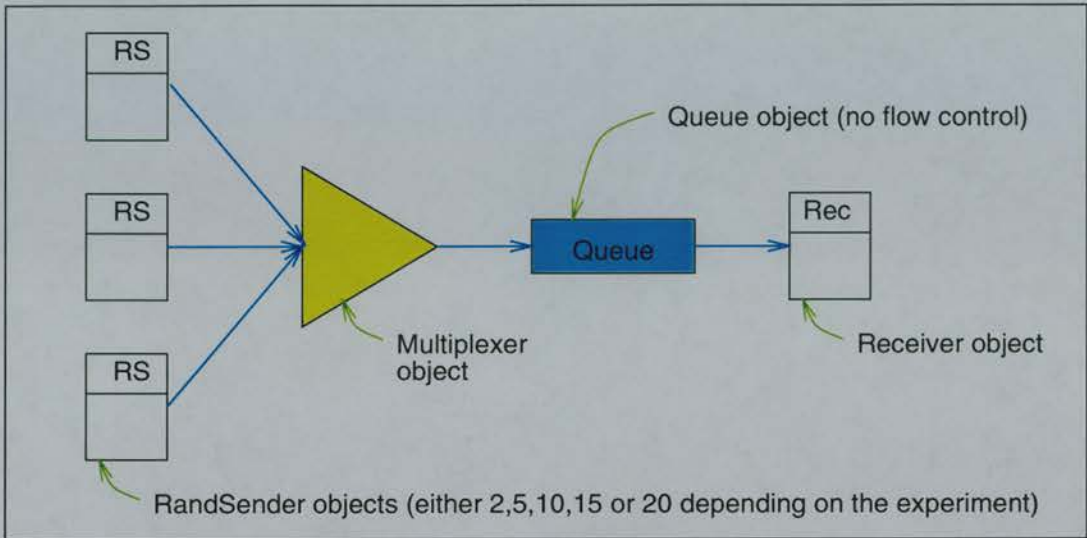 RS
Queue object (no flow control)
RS
Rec
Queue
Multiplexer
object
Receiver object
RS
RandSender objects (either 2,5,10,15 or 20 depending on the experiment)